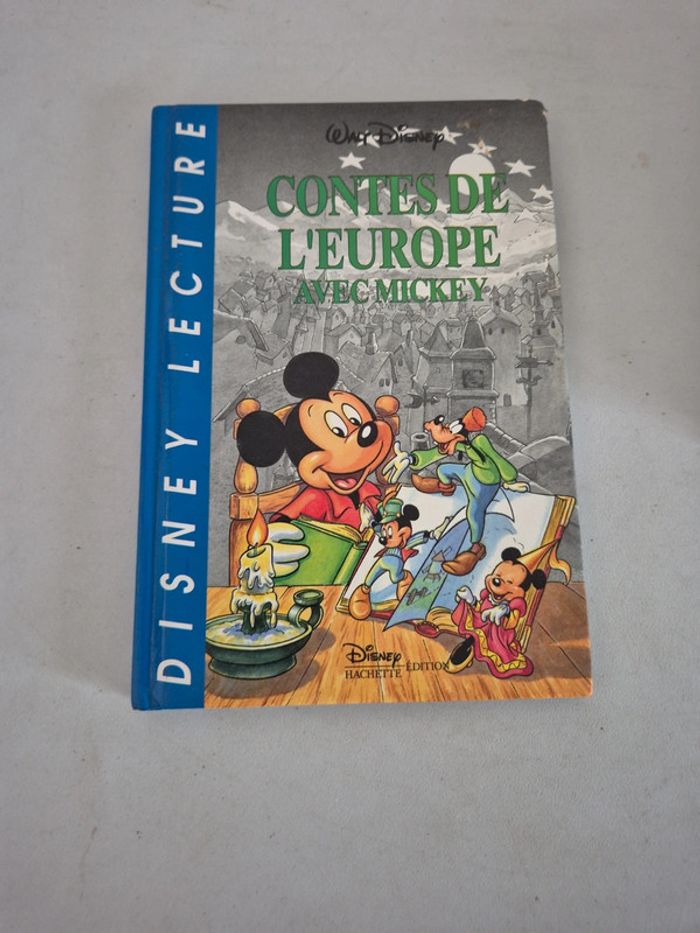 WALT DISNEY
CONTES DE
L'EUROPE
AVEC MICKEY
DISNEY LECTURE
DISNEY
HACHETTE ÉDITION